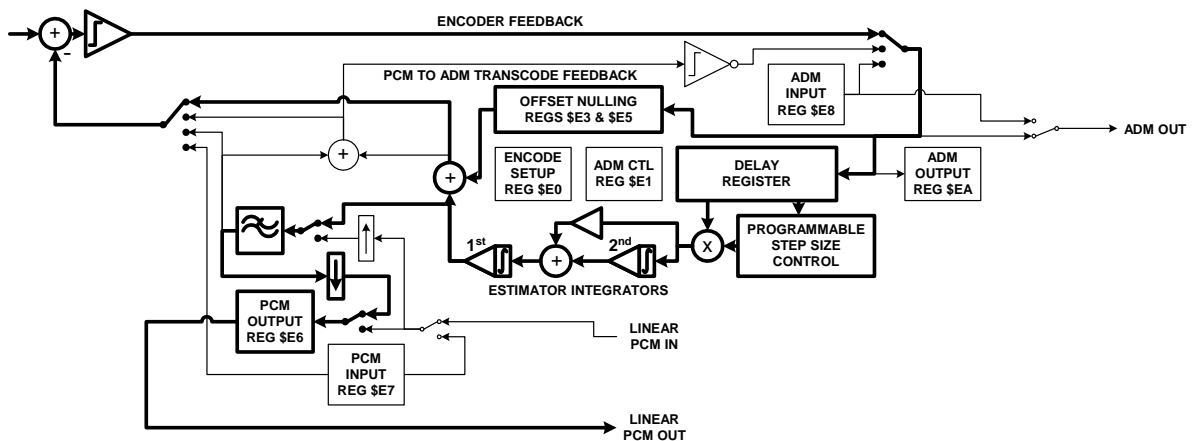 ENCODER FEEDBACK
+
-
PCM TO ADM TRANSCODE FEEDBACK
ADM
INPUT
REG $E8
OFFSET NULLING
REGS $E3 & $E5
ADM OUT
+
ENCODE
SETUP
REG $E0
ADM CTL
REG $E1
DELAY
REGISTER
ADM
OUTPUT
REG $EA
+
1st
+
2nd
X
PROGRAMMABLE
STEP SIZE
CONTROL
ESTIMATOR INTEGRATORS
PCM
OUTPUT
REG $E6
LINEAR
PCM IN
PCM
INPUT
REG $E7
LINEAR
PCM OUT